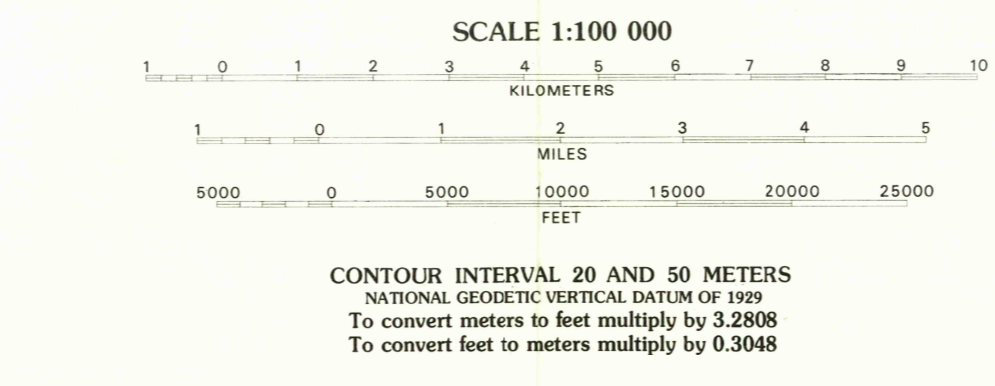 SCALE 1:100 000
1 0 1 2 3 4 5 6 7 8 9 10
KILOMETERS
1 0 1 2 3 4 5
MILES
5000 0 5000 10000 15000 20000 25000
FEET
CONTOUR INTERVAL 20 AND 50 METERS
NATIONAL GEODETIC VERTICAL DATUM OF 1929
To convert meters to feet multiply by 3.2808
To convert feet to meters multiply by 0.3048